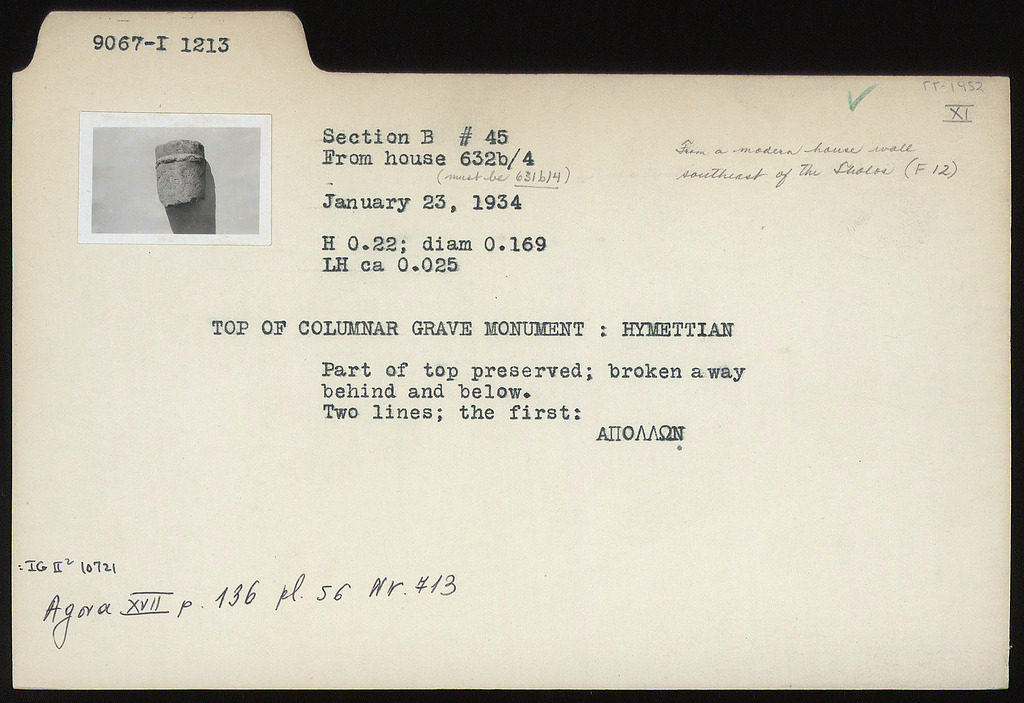 9067-I 1213
ΓΓ-1952
XI
Section B # 45
From house 632b/4
(must be 631b/4)
From a modern house wall
southeast of the Tholos (F 12)
January 23, 1934
H 0.22; diam 0.169
LH ca 0.025
TOP OF COLUMNAR GRAVE MONUMENT : HYMETTIAN
Part of top preserved; broken away
behind and below.
Two lines; the first:
ΑΠΟΛΛΩΝ̣
= IG II² 10721
Agora XVII p. 136 pl. 56 Nr. 713